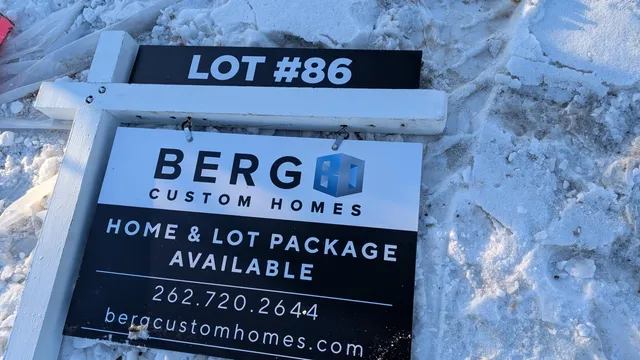 LOT #86
BERG
CUSTOM HOMES
HOME & LOT PACKAGE
AVAILABLE
262.720.2644
bergcustomhomes.com